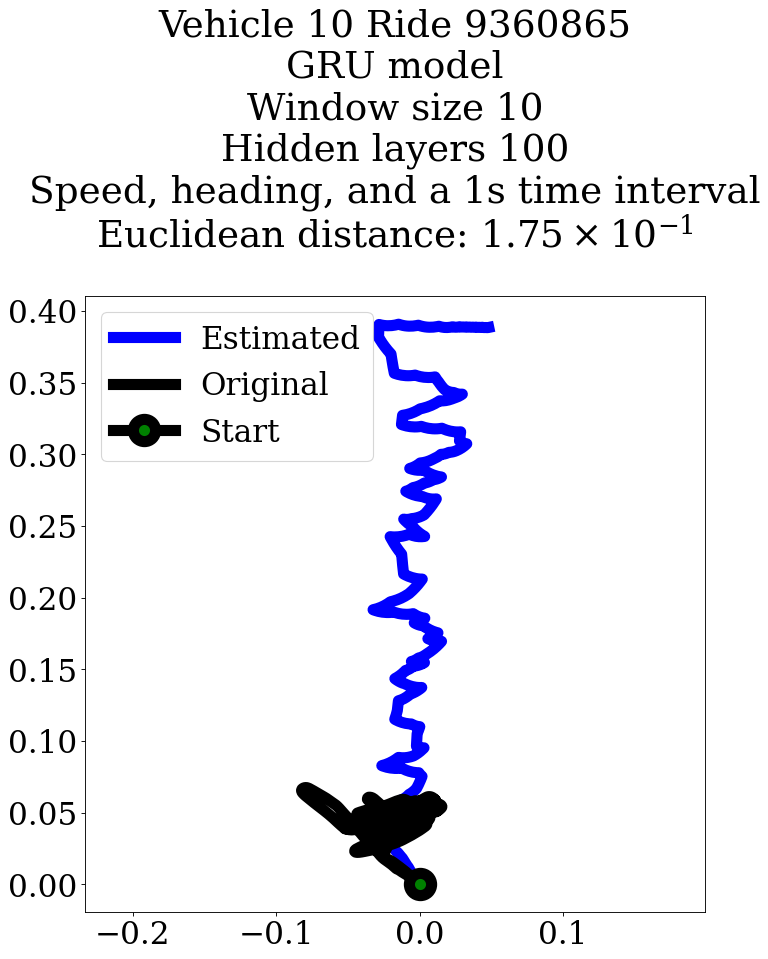 Vehicle 10 Ride 9360865
GRU model
Window size 10
Hidden layers 100
Speed, heading, and a 1s time interval
Euclidean distance: 1.75 × 10⁻¹
Estimated
Original
Start
0.40
0.35
0.30
0.25
0.20
0.15
0.10
0.05
0.00
−0.2 −0.1 0.0 0.1